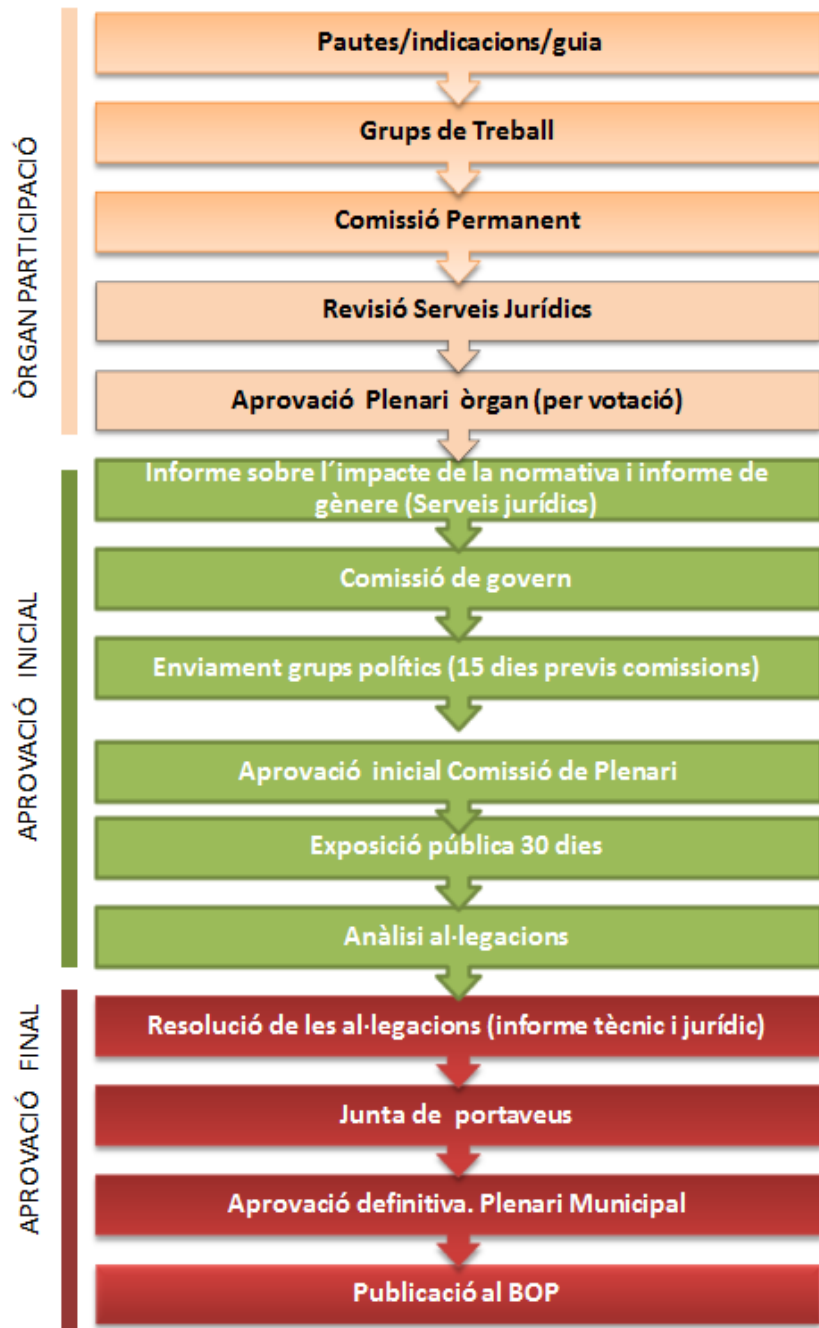 ÒRGAN PARTICIPACIÓ
Pautes/indicacions/guia
Grups de Treball
Comissió Permanent
Revisió Serveis Jurídics
Aprovació Plenari òrgan (per votació)
APROVACIÓ INICIAL
Informe sobre l´impacte de la normativa i informe de
gènere (Serveis jurídics)
Comissió de govern
Enviament grups polítics (15 dies previs comissions)
Aprovació inicial Comissió de Plenari
Exposició pública 30 dies
Anàlisi al·legacions
APROVACIÓ FINAL
Resolució de les al·legacions (informe tècnic i jurídic)
Junta de portaveus
Aprovació definitiva. Plenari Municipal
Publicació al BOP